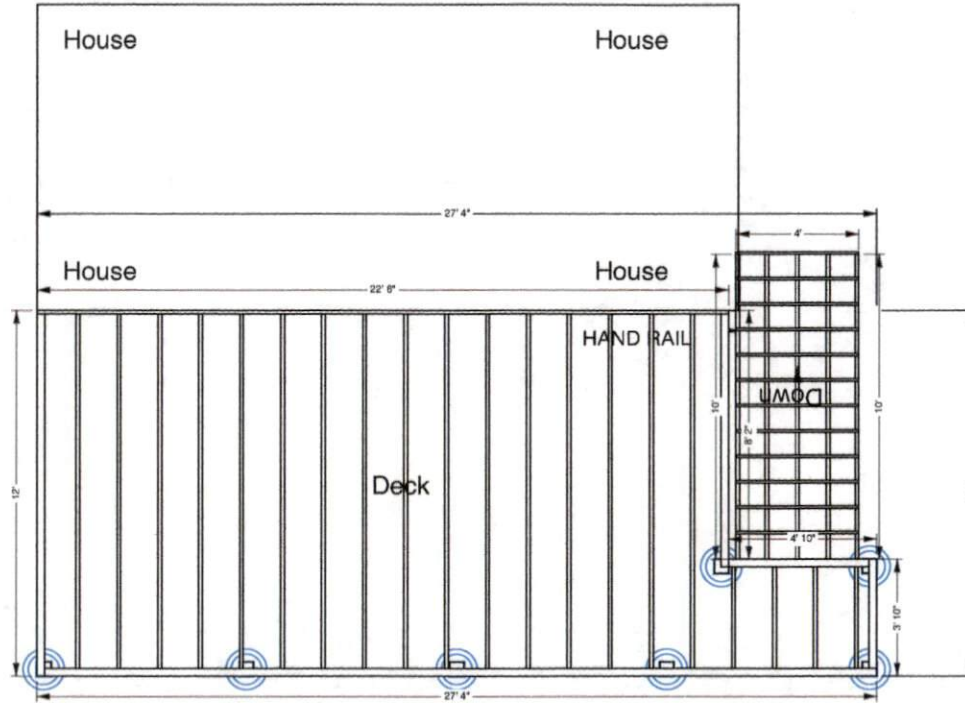 House House
27' 4"
4'
House House
22' 6"
HAND RAIL
Down
10'
10'
8' 2"
Deck
12'
4' 10"
3' 10"
27' 4"